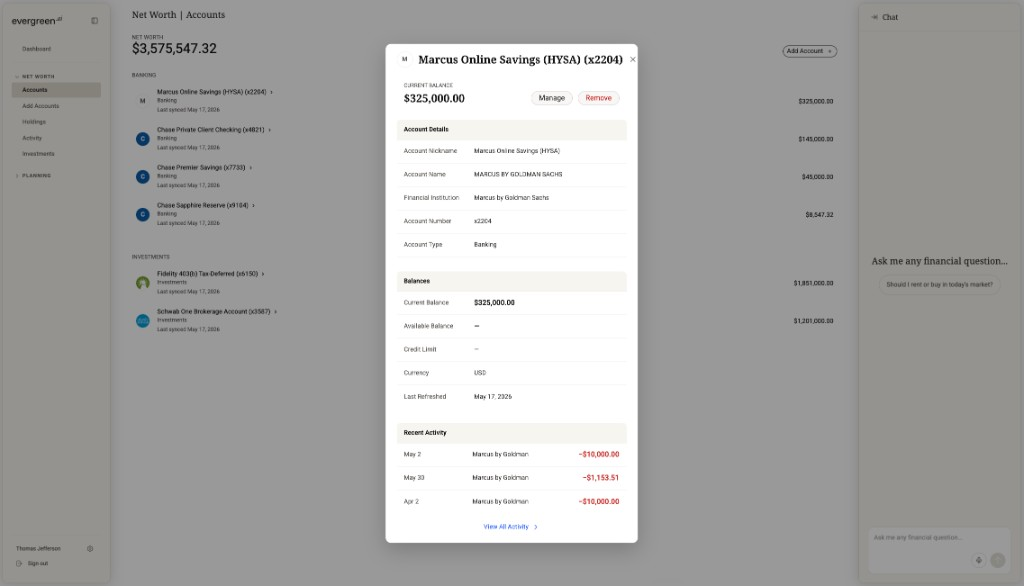 evergreen.ai
Dashboard
NET WORTH
Accounts
Add Accounts
Holdings
Activity
Investments
PLANNING
Thomas Jefferson
Sign out
Net Worth | Accounts
NET WORTH
$3,575,547.32
Add Account +
BANKING
M
Marcus Online Savings (HYSA) (x2204) ›
Banking
Last synced May 17, 2026
$325,000.00
C
Chase Private Client Checking (x4821) ›
Banking
Last synced May 17, 2026
$145,000.00
C
Chase Premier Savings (x7733) ›
Banking
Last synced May 17, 2026
$45,000.00
C
Chase Sapphire Reserve (x9104) ›
Banking
Last synced May 17, 2026
$8,547.32
INVESTMENTS
Fidelity 403(b) Tax-Deferred (x6150) ›
Investments
Last synced May 17, 2026
$1,851,000.00
Schwab One Brokerage Account (x3587) ›
Investments
Last synced May 17, 2026
$1,201,000.00
M Marcus Online Savings (HYSA) (x2204) ×
CURRENT BALANCE
$325,000.00
Manage
Remove
Account Details
Account Nickname Marcus Online Savings (HYSA)
Account Name MARCUS BY GOLDMAN SACHS
Financial Institution Marcus by Goldman Sachs
Account Number x2204
Account Type Banking
Balances
Current Balance $325,000.00
Available Balance —
Credit Limit —
Currency USD
Last Refreshed May 17, 2026
Recent Activity
May 2 Marcus by Goldman -$10,000.00
May 30 Marcus by Goldman -$1,153.51
Apr 2 Marcus by Goldman -$10,000.00
View All Activity ›
Chat
Ask me any financial question...
Should I rent or buy in today's market?
Ask me any financial question...